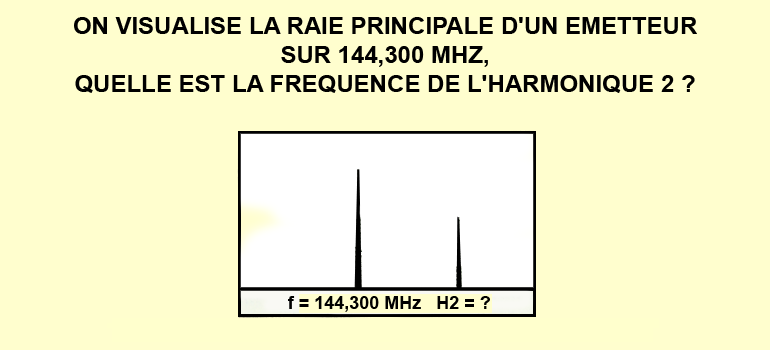 ON VISUALISE LA RAIE PRINCIPALE D'UN EMETTEUR
SUR 144,300 MHZ,
QUELLE EST LA FREQUENCE DE L'HARMONIQUE 2 ?
f = 144,300 MHz H2 = ?